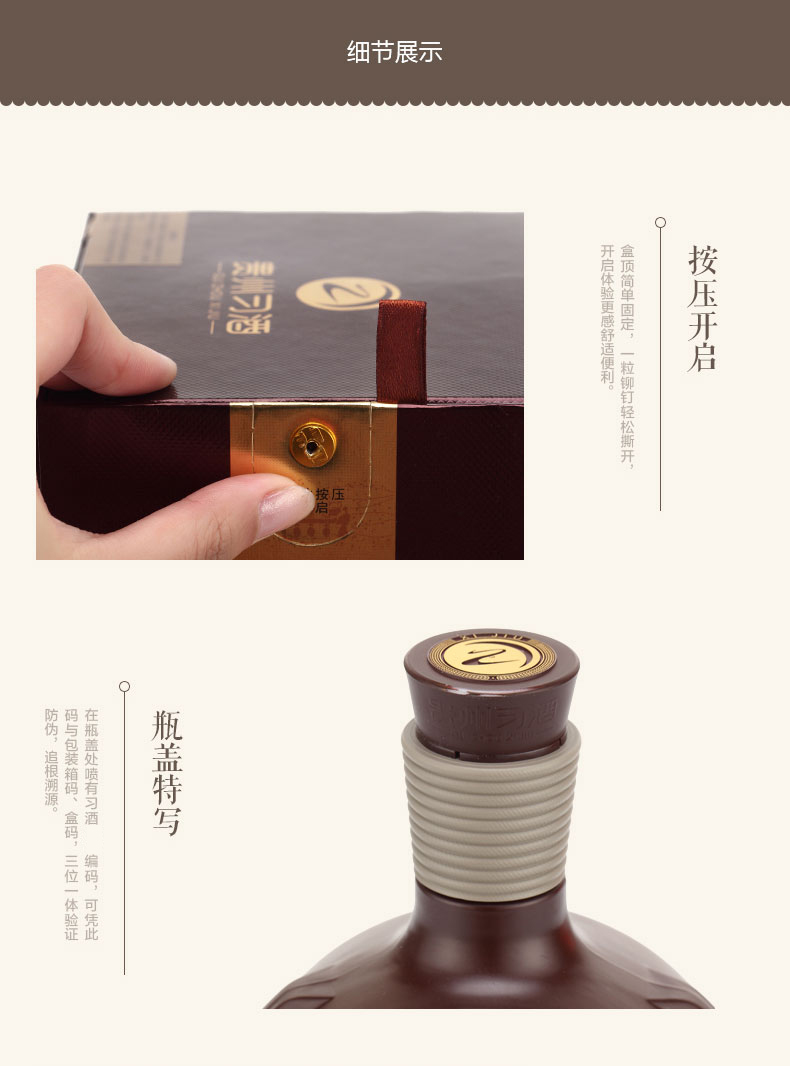 细节展示
按压开启
盒顶简单固定，一粒铆钉轻松撕开，
开启体验更感舒适便利。
按压
启
瓶盖特写
在瓶盖处喷有习酒 编码，可凭此
码与包装箱码、盒码，三位一体验证
防伪，追根溯源。
XI JIU